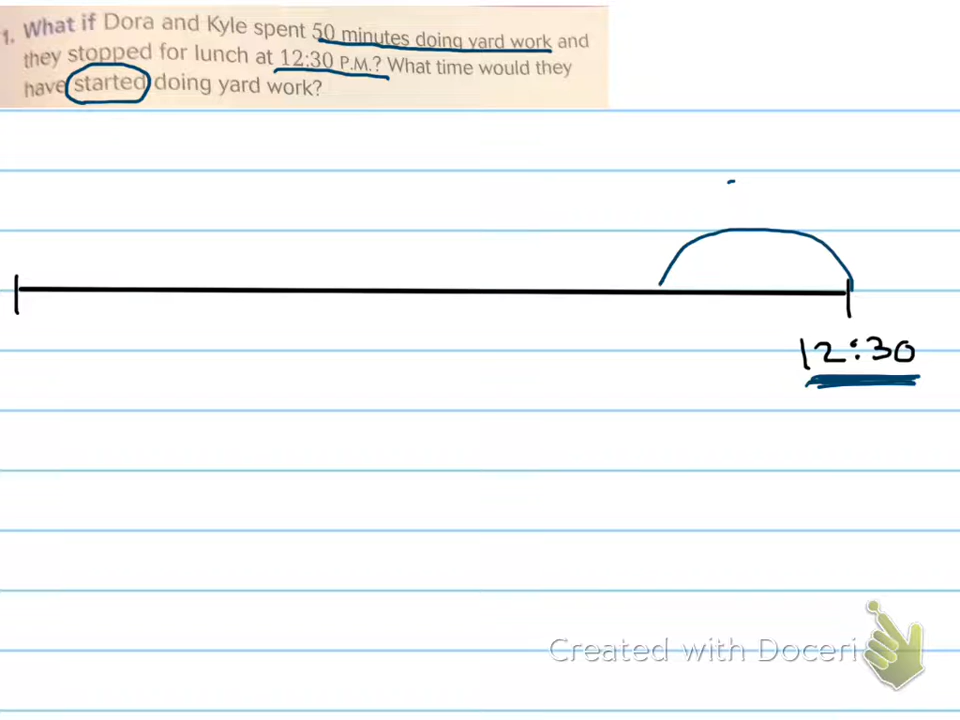 1. What if Dora and Kyle spent 50 minutes doing yard work and
they stopped for lunch at 12:30 P.M.? What time would they
have started doing yard work?
12:30
Created with Doceri